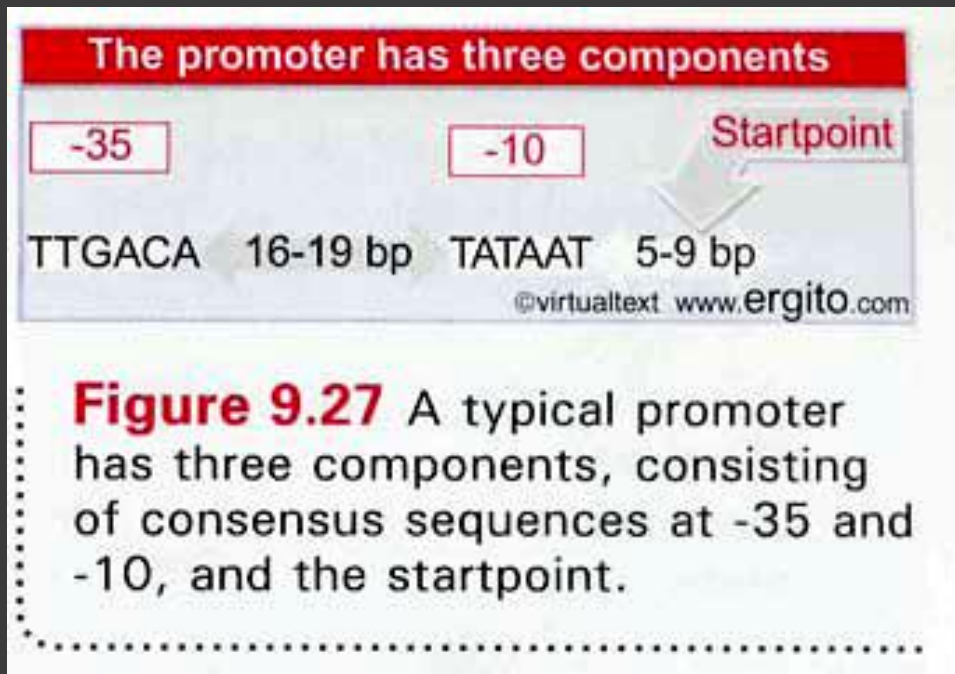 The promoter has three components
-35 -10 Startpoint
TTGACA 16-19 bp TATAAT 5-9 bp
©virtualtext www.ergito.com
Figure 9.27 A typical promoter
has three components, consisting
of consensus sequences at -35 and
-10, and the startpoint.